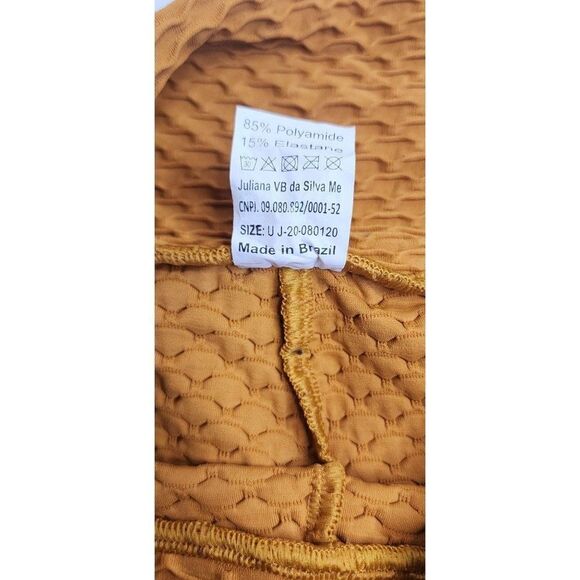 85% Polyamide
15% Elastane
30
Juliana VB da Silva Me
CNPJ. 09.080.892/0001-52
SIZE: U J-20-080120
Made in Brazil